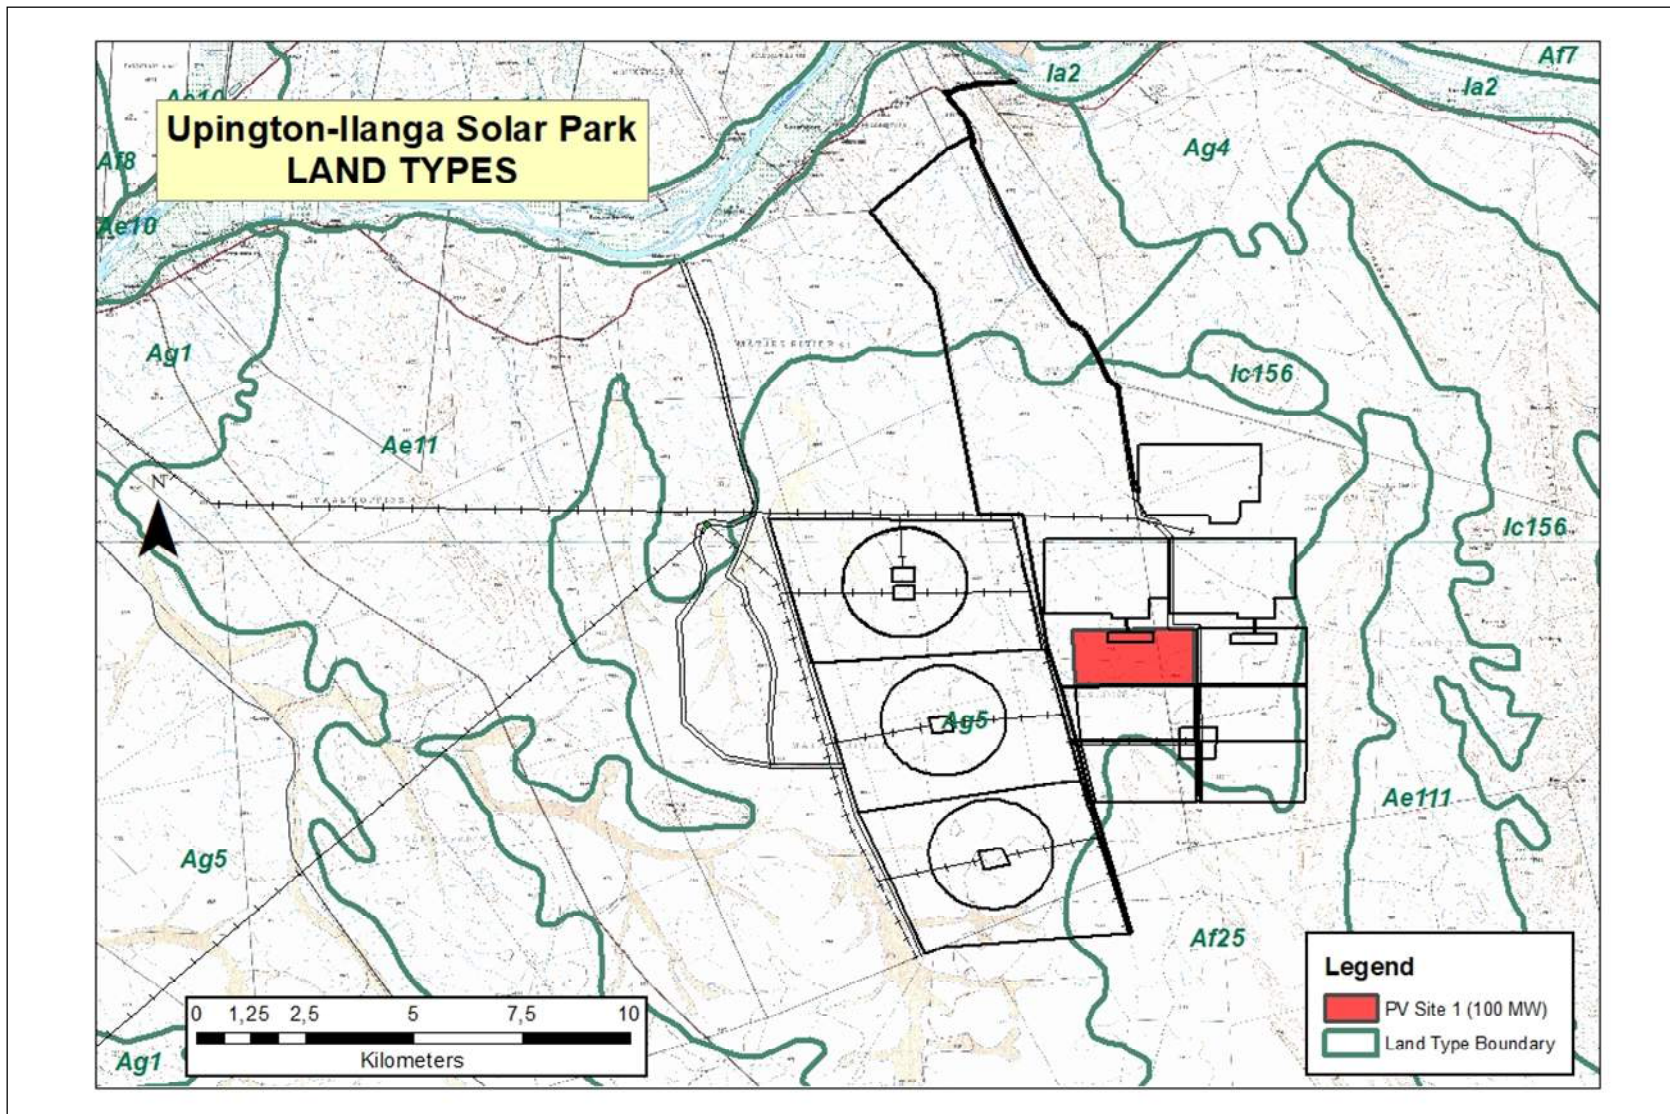 Upington-Ilanga Solar Park
LAND TYPES
Af7
Ia2
Ia2
Ag4
Af8
Ae10
Ag1
Ic156
Ae11
N
Ic156
Ag5
Ae111
Ag5
Af25
Ag1
0 1,25 2,5 5 7,5 10
Kilometers
Legend
PV Site 1 (100 MW)
Land Type Boundary